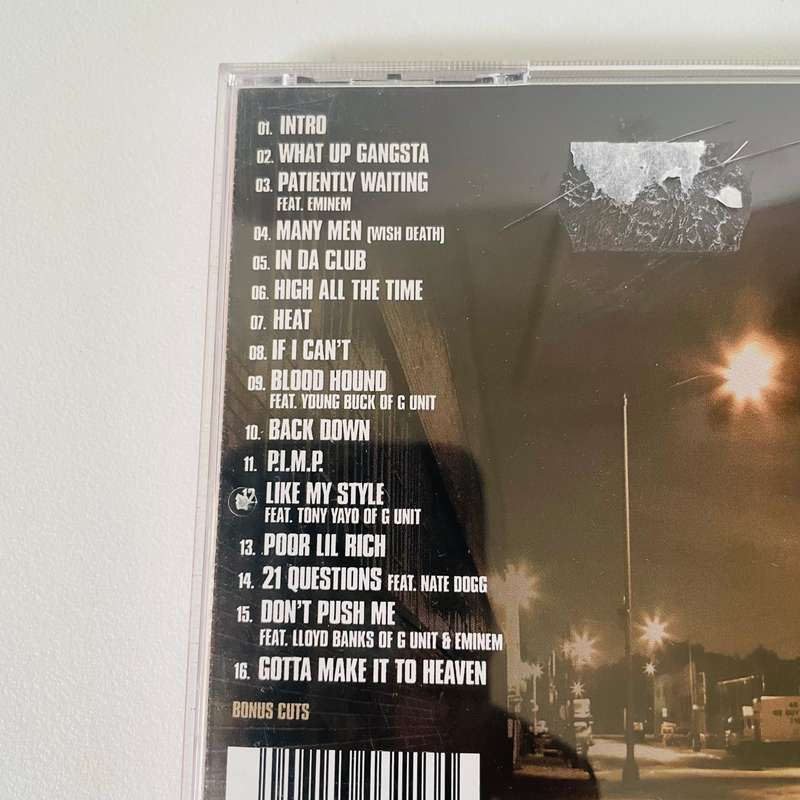 01. INTRO
02. WHAT UP GANGSTA
03. PATIENTLY WAITING
FEAT. EMINEM
04. MANY MEN (WISH DEATH)
05. IN DA CLUB
06. HIGH ALL THE TIME
07. HEAT
08. IF I CAN'T
09. BLOOD HOUND
FEAT. YOUNG BUCK OF G UNIT
10. BACK DOWN
11. P.I.M.P.
12. LIKE MY STYLE
FEAT. TONY YAYO OF G UNIT
13. POOR LIL RICH
14. 21 QUESTIONS FEAT. NATE DOGG
15. DON'T PUSH ME
FEAT. LLOYD BANKS OF G UNIT & EMINEM
16. GOTTA MAKE IT TO HEAVEN
BONUS CUTS